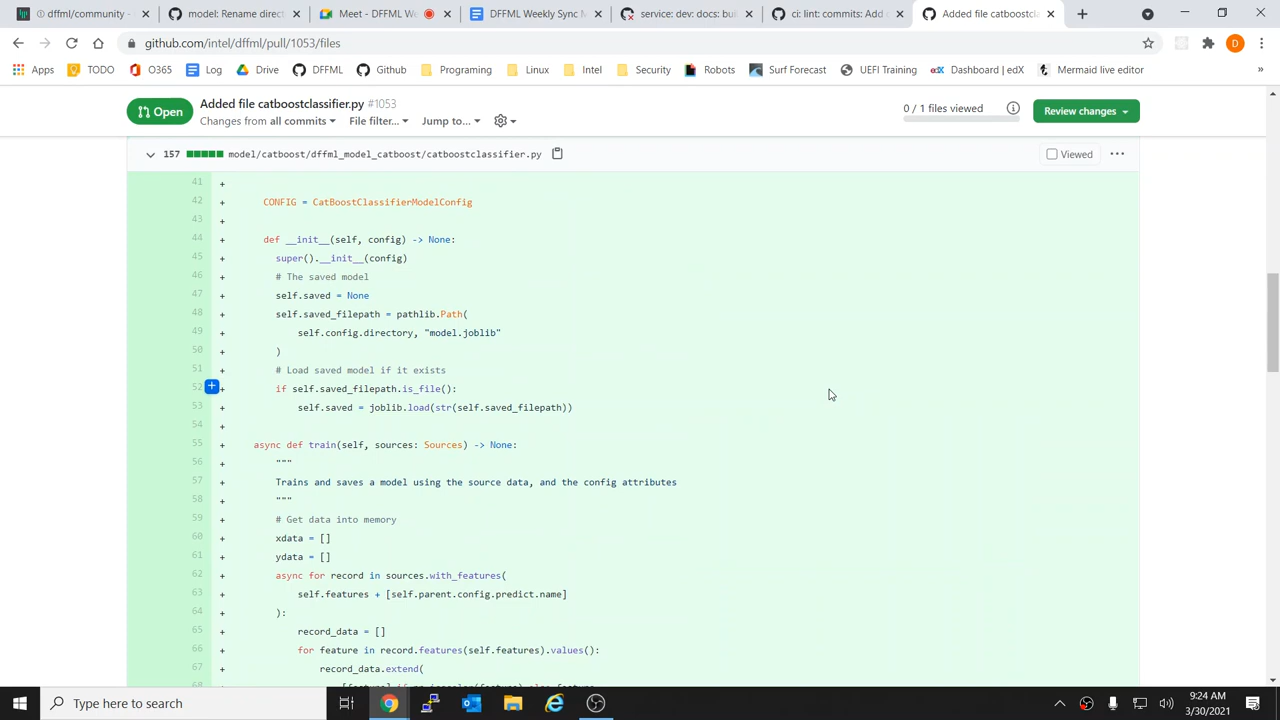 dffml/community -
model: Rename direct
Meet - DFFML We
DFFML Weekly Sync M
service: dev: docs: bui
ci: lint: commits: Add c
Added file catboostcla
github.com/intel/dffml/pull/1053/files
D
Apps
TODO
O365
Log
Drive
DFFML
Github
Programing
Linux
Intel
Security
Robots
Surf Forecast
UEFI Training
edX
Dashboard | edX
Mermaid live editor
»
Open
Added file catboostclassifier.py #1053
Changes from all commits
File filter...
Jump to...
0 / 1 files viewed
Review changes
157
model/catboost/dffml_model_catboost/catboostclassifier.py
Viewed
41 +
42 + CONFIG = CatBoostClassifierModelConfig
43 +
44 + def __init__(self, config) -> None:
45 + super().__init__(config)
46 + # The saved model
47 + self.saved = None
48 + self.saved_filepath = pathlib.Path(
49 + self.config.directory, "model.joblib"
50 + )
51 + # Load saved model if it exists
52 + if self.saved_filepath.is_file():
53 + self.saved = joblib.load(str(self.saved_filepath))
54 +
55 + async def train(self, sources: Sources) -> None:
56 + """
57 + Trains and saves a model using the source data, and the config attributes
58 + """
59 + # Get data into memory
60 + xdata = []
61 + ydata = []
62 + async for record in sources.with_features(
63 + self.features + [self.parent.config.predict.name]
64 + ):
65 + record_data = []
66 + for feature in record.features(self.features).values():
67 + record_data.extend(
Type here to search
9:24 AM
3/30/2021